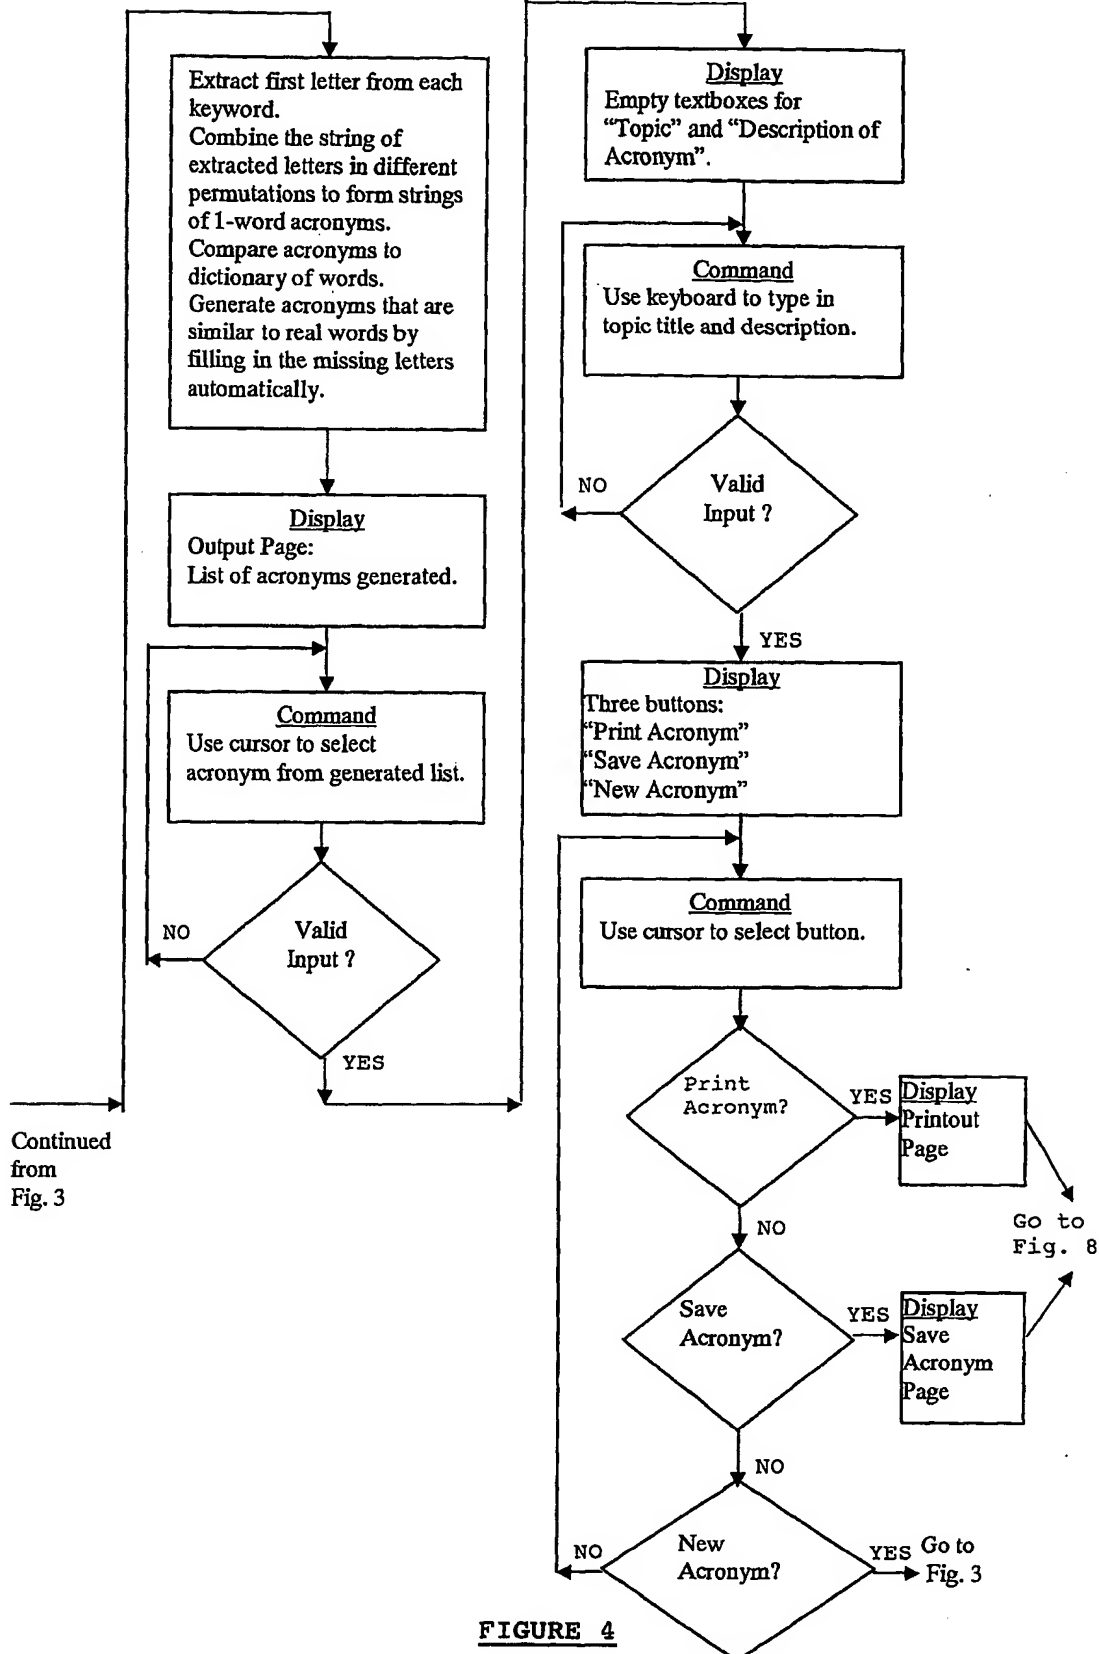 Extract first letter from each
keyword.
Combine the string of
extracted letters in different
permutations to form strings
of 1-word acronyms.
Compare acronyms to
dictionary of words.
Generate acronyms that are
similar to real words by
filling in the missing letters
automatically.
Display
Output Page:
List of acronyms generated.
Command
Use cursor to select
acronym from generated list.
Valid
Input ?
NO
YES
Continued
from
Fig. 3
Display
Empty textboxes for
“Topic” and “Description of
Acronym”.
Command
Use keyboard to type in
topic title and description.
Valid
Input ?
NO
YES
Display
Three buttons:
“Print Acronym”
“Save Acronym”
“New Acronym”
Command
Use cursor to select button.
Print
Acronym?
YES
Display
Printout
Page
NO
Go to
Fig. 8
Save
Acronym?
YES
Display
Save
Acronym
Page
NO
New
Acronym?
NO
YES
Go to
Fig. 3
FIGURE 4